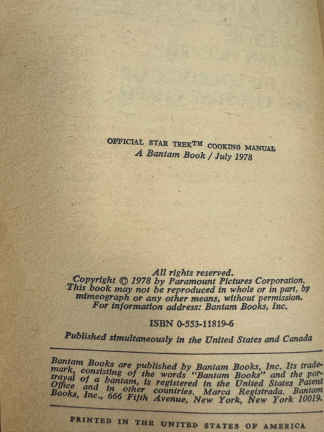 OFFICIAL STAR TREK™ COOKING MANUAL
A Bantam Book / July 1978
All rights reserved.
Copyright © 1978 by Paramount Pictures Corporation.
This book may not be reproduced in whole or in part, by
mimeograph or any other means, without permission.
For information address: Bantam Books, Inc.
ISBN 0-553-11819-6
Published simultaneously in the United States and Canada
Bantam Books are published by Bantam Books, Inc. Its trade-
mark, consisting of the words "Bantam Books" and the por-
trayal of a bantam, is registered in the United States Patent
Office and in other countries. Marca Registrada. Bantam
Books, Inc., 666 Fifth Avenue, New York, New York 10019.
PRINTED IN THE UNITED STATES OF AMERICA